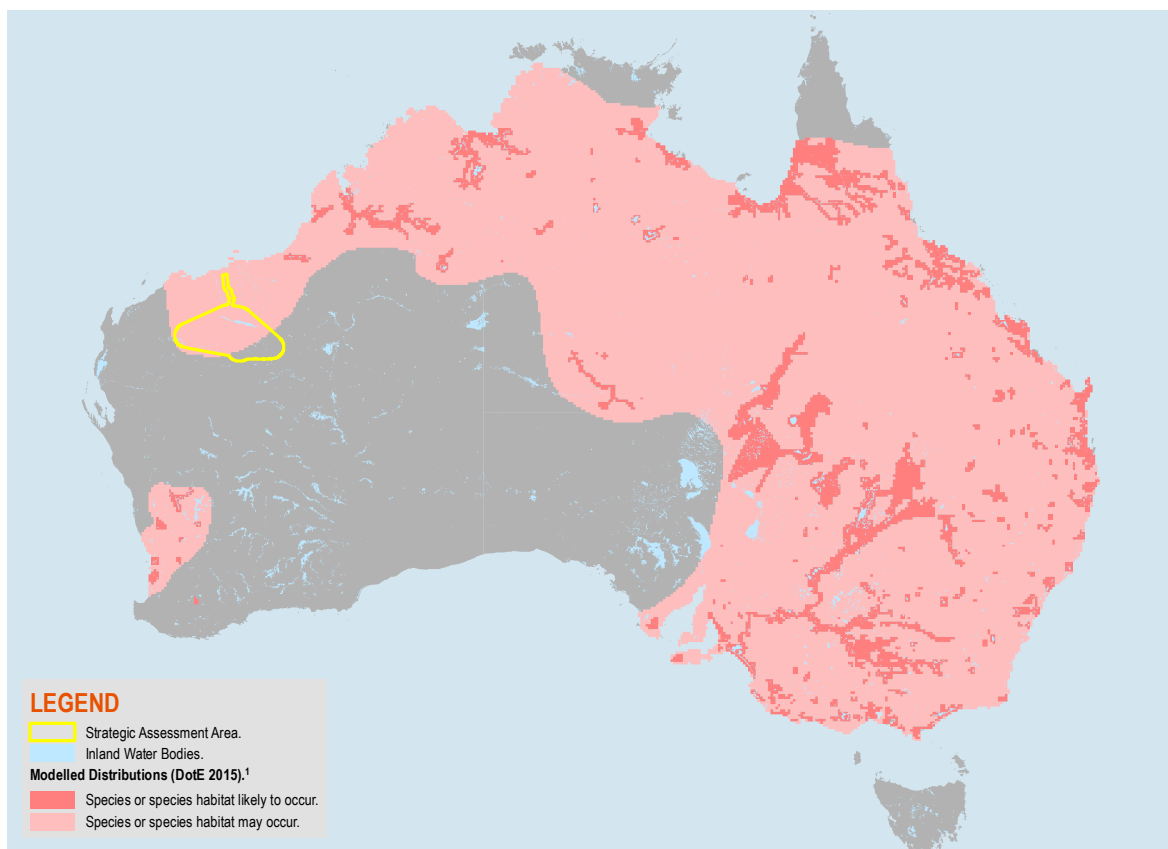 LEGEND
Strategic Assessment Area.
Inland Water Bodies.
Modelled Distributions (DotE 2015).¹
Species or species habitat likely to occur.
Species or species habitat may occur.